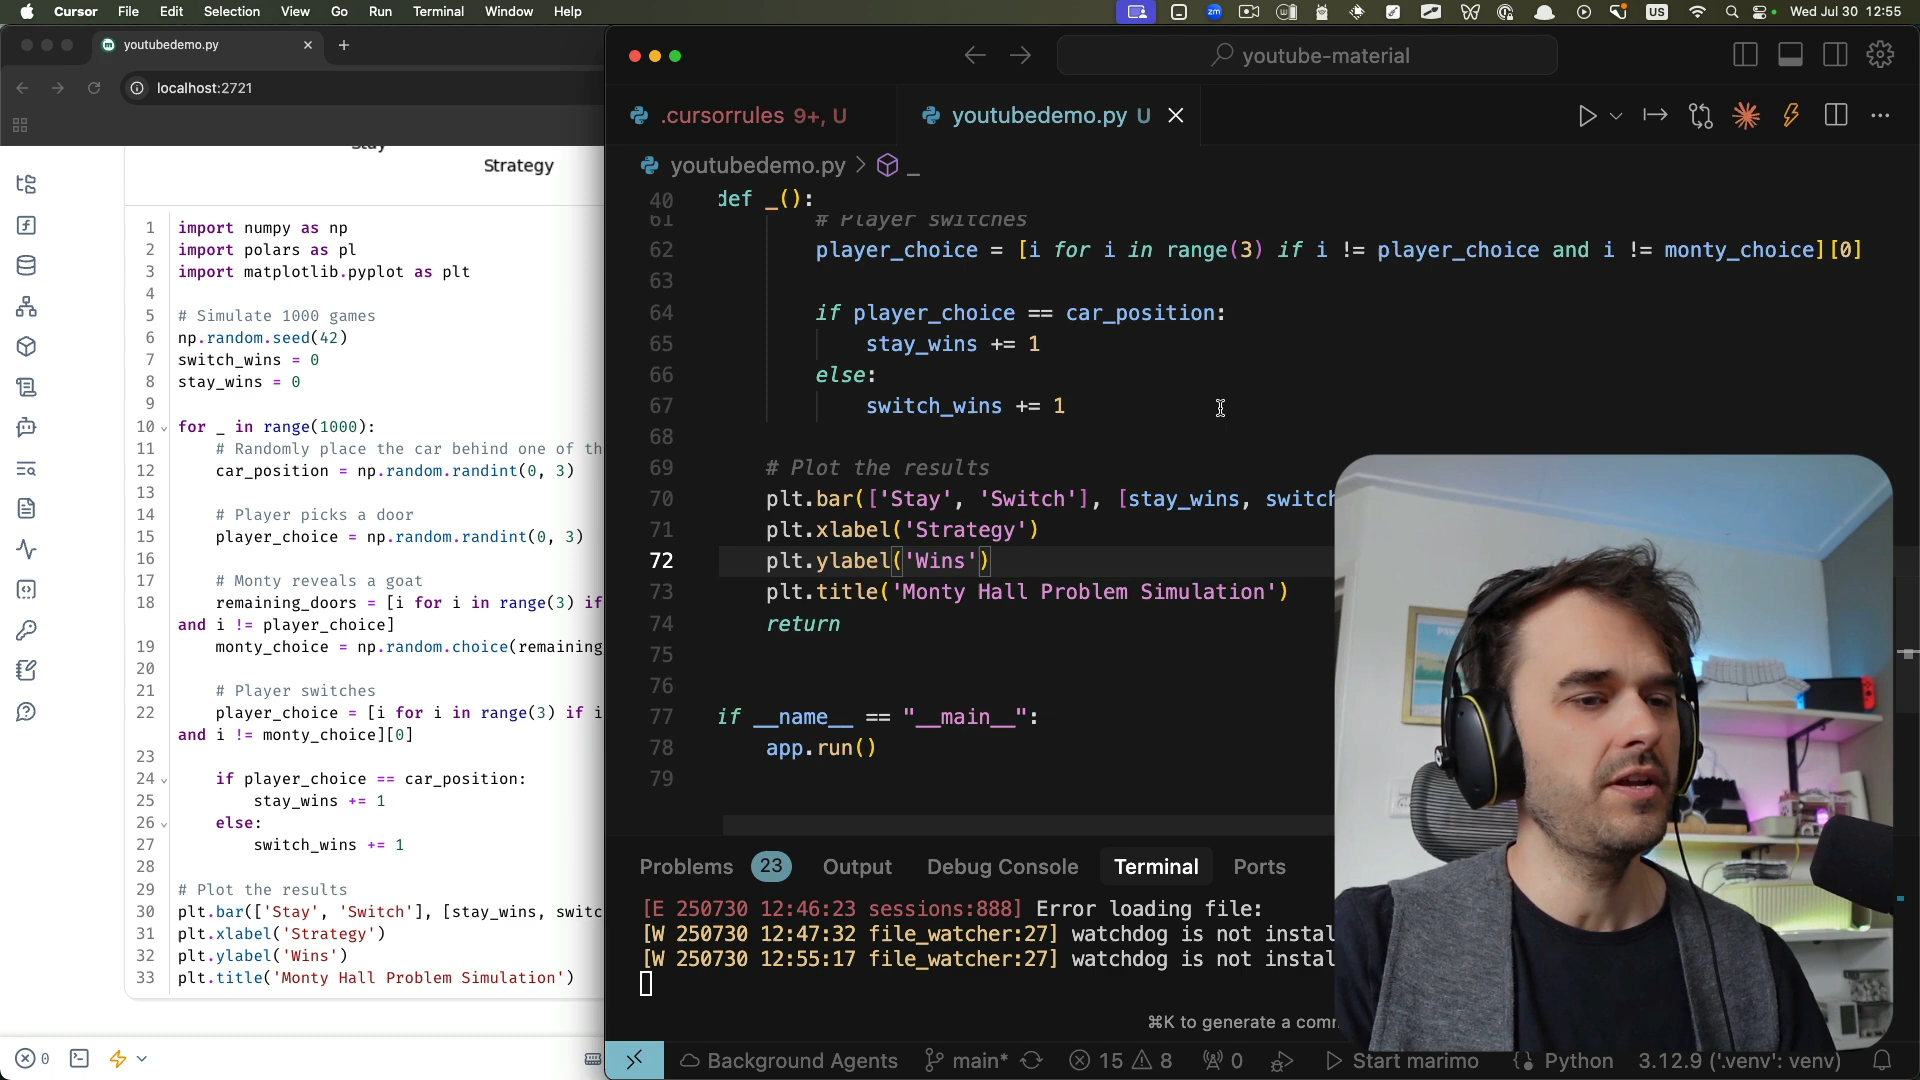 Cursor File Edit Selection View Go Run Terminal Window Help
zm
US
Wed Jul 30 12:55
youtubedemo.py
localhost:2721
Strategy
1 import numpy as np
2 import polars as pl
3 import matplotlib.pyplot as plt
4
5 # Simulate 1000 games
6 np.random.seed(42)
7 switch_wins = 0
8 stay_wins = 0
9
10 for _ in range(1000):
11 # Randomly place the car behind one of th
12 car_position = np.random.randint(0, 3)
13
14 # Player picks a door
15 player_choice = np.random.randint(0, 3)
16
17 # Monty reveals a goat
18 remaining_doors = [i for i in range(3) if
and i != player_choice]
19 monty_choice = np.random.choice(remaining
20
21 # Player switches
22 player_choice = [i for i in range(3) if i
and i != monty_choice][0]
23
24 if player_choice == car_position:
25 stay_wins += 1
26 else:
27 switch_wins += 1
28
29 # Plot the results
30 plt.bar(['Stay', 'Switch'], [stay_wins, switc
31 plt.xlabel('Strategy')
32 plt.ylabel('Wins')
33 plt.title('Monty Hall Problem Simulation')
0
youtube-material
.cursorrules 9+, U
youtubedemo.py U
youtubedemo.py > _
40 def _():
61 # Player switches
62 player_choice = [i for i in range(3) if i != player_choice and i != monty_choice][0]
63
64 if player_choice == car_position:
65 stay_wins += 1
66 else:
67 switch_wins += 1
68
69 # Plot the results
70 plt.bar(['Stay', 'Switch'], [stay_wins, switch
71 plt.xlabel('Strategy')
72 plt.ylabel('Wins')
73 plt.title('Monty Hall Problem Simulation')
74 return
75
76
77 if __name__ == "__main__":
78 app.run()
79
Problems 23 Output Debug Console Terminal Ports
[E 250730 12:46:23 sessions:888] Error loading file:
[W 250730 12:47:32 file_watcher:27] watchdog is not instal
[W 250730 12:55:17 file_watcher:27] watchdog is not instal
⌘K to generate a comm
Background Agents main* 15 8 0 Start marimo Python 3.12.9 ('.venv': venv)